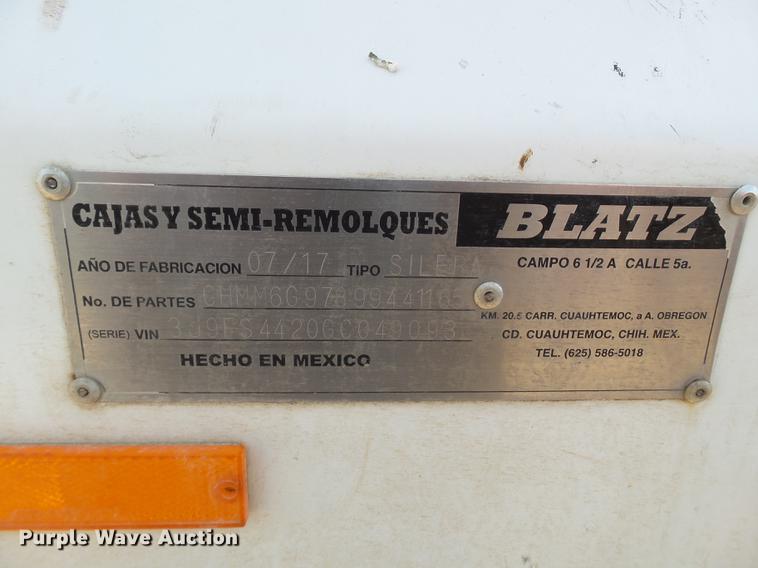 CAJAS Y SEMI-REMOLQUES
BLATZ
AÑO DE FABRICACION 07/17 TIPO SILERA
CAMPO 6 1/2 A CALLE 5a.
No. DE PARTES
KM. 20.5 CARR. CUAUHTEMOC, a A. OBREGON
(SERIE) VIN
CD. CUAUHTEMOC, CHIH. MEX.
HECHO EN MEXICO
TEL. (625) 586-5018
Purple Wave Auction